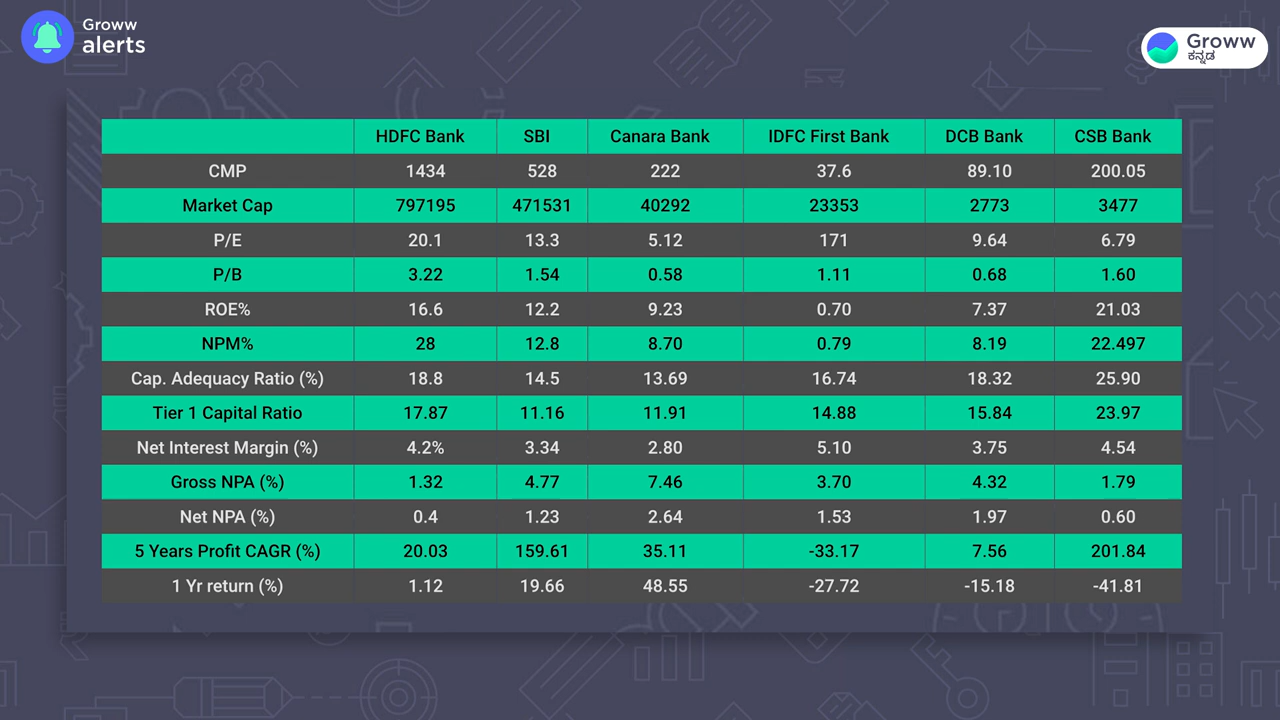 Groww
alerts
Groww
ಕನ್ನಡ
HDFC Bank SBI Canara Bank IDFC First Bank DCB Bank CSB Bank
CMP 1434 528 222 37.6 89.10 200.05
Market Cap 797195 471531 40292 23353 2773 3477
P/E 20.1 13.3 5.12 171 9.64 6.79
P/B 3.22 1.54 0.58 1.11 0.68 1.60
ROE% 16.6 12.2 9.23 0.70 7.37 21.03
NPM% 28 12.8 8.70 0.79 8.19 22.497
Cap. Adequacy Ratio (%) 18.8 14.5 13.69 16.74 18.32 25.90
Tier 1 Capital Ratio 17.87 11.16 11.91 14.88 15.84 23.97
Net Interest Margin (%) 4.2% 3.34 2.80 5.10 3.75 4.54
Gross NPA (%) 1.32 4.77 7.46 3.70 4.32 1.79
Net NPA (%) 0.4 1.23 2.64 1.53 1.97 0.60
5 Years Profit CAGR (%) 20.03 159.61 35.11 -33.17 7.56 201.84
1 Yr return (%) 1.12 19.66 48.55 -27.72 -15.18 -41.81